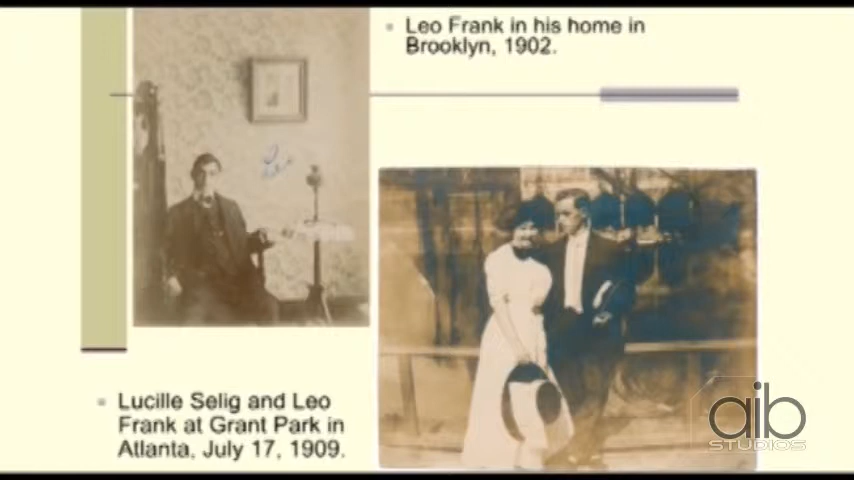 Leo Frank in his home in
Brooklyn, 1902.
Lucille Selig and Leo
Frank at Grant Park in
Atlanta, July 17, 1909.
aib
STUDIOS